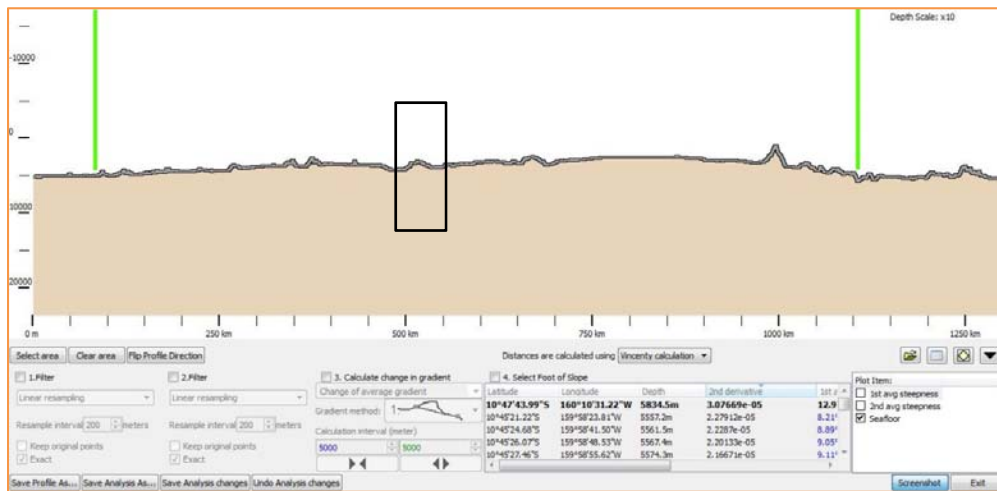 Depth Scale: x10
-10000
0
10000
20000
0 m 250 km 500 km 750 km 1000 km 1250 km
Select area Clear area Flip Profile Direction Distances are calculated using Vincenty calculation
1.Filter 2.Filter 3. Calculate change in gradient 4. Select Foot of Slope Plot Item:
Linear resampling Linear resampling Change of average gradient Latitude Longitude Depth 2nd derivative 1st 1st avg steepness
Gradient method: 1 10°47'43.99"S 160°10'31.22"W 5834.5m 3.07669e-05 12.9 2nd avg steepness
Resample interval 200 meters Resample interval 200 meters 10°45'21.22"S 159°58'23.81"W 5557.2m 2.27912e-05 8.21° Seafloor
Calculation interval (meter) 10°45'24.68"S 159°58'41.50"W 5561.5m 2.2287e-05 8.89°
Keep original points Keep original points 5000 5000 10°45'26.07"S 159°58'48.53"W 5567.4m 2.20133e-05 9.05°
Exact Exact 10°45'27.46"S 159°58'55.62"W 5574.3m 2.16671e-05 9.11°
Save Profile As... Save Analysis As... Save Analysis changes Undo Analysis changes Screenshot Exit